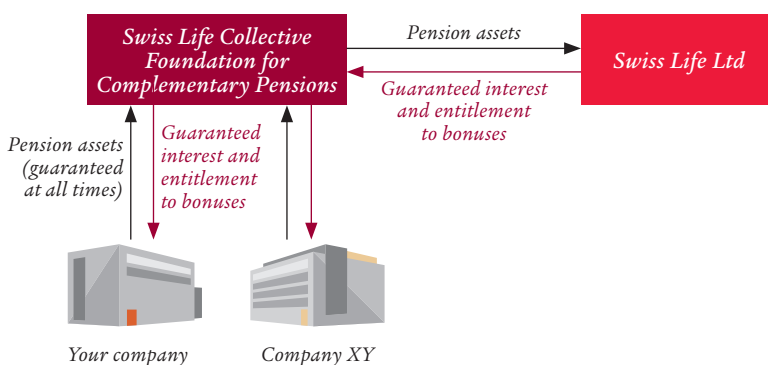 Swiss Life Collective
Foundation for
Complementary Pensions
Pension assets
Swiss Life Ltd
Guaranteed interest
and entitlement
to bonuses
Pension assets
(guaranteed
at all times)
Guaranteed
interest and
entitlement
to bonuses
Your company
Company XY